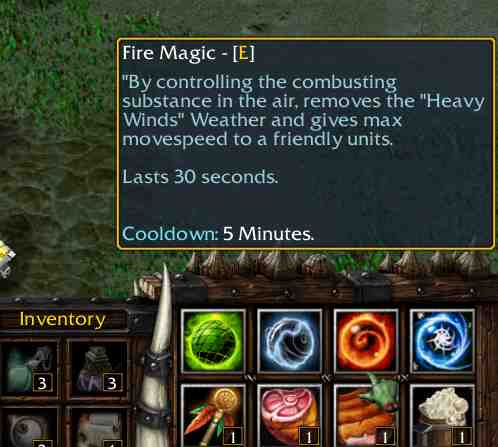 Fire Magic - [E]
"By controlling the combusting
substance in the air, removes the "Heavy
Winds" Weather and gives max
movespeed to a friendly units.
Lasts 30 seconds.
Cooldown: 5 Minutes.
Inventory
3
3
1
1
1
1